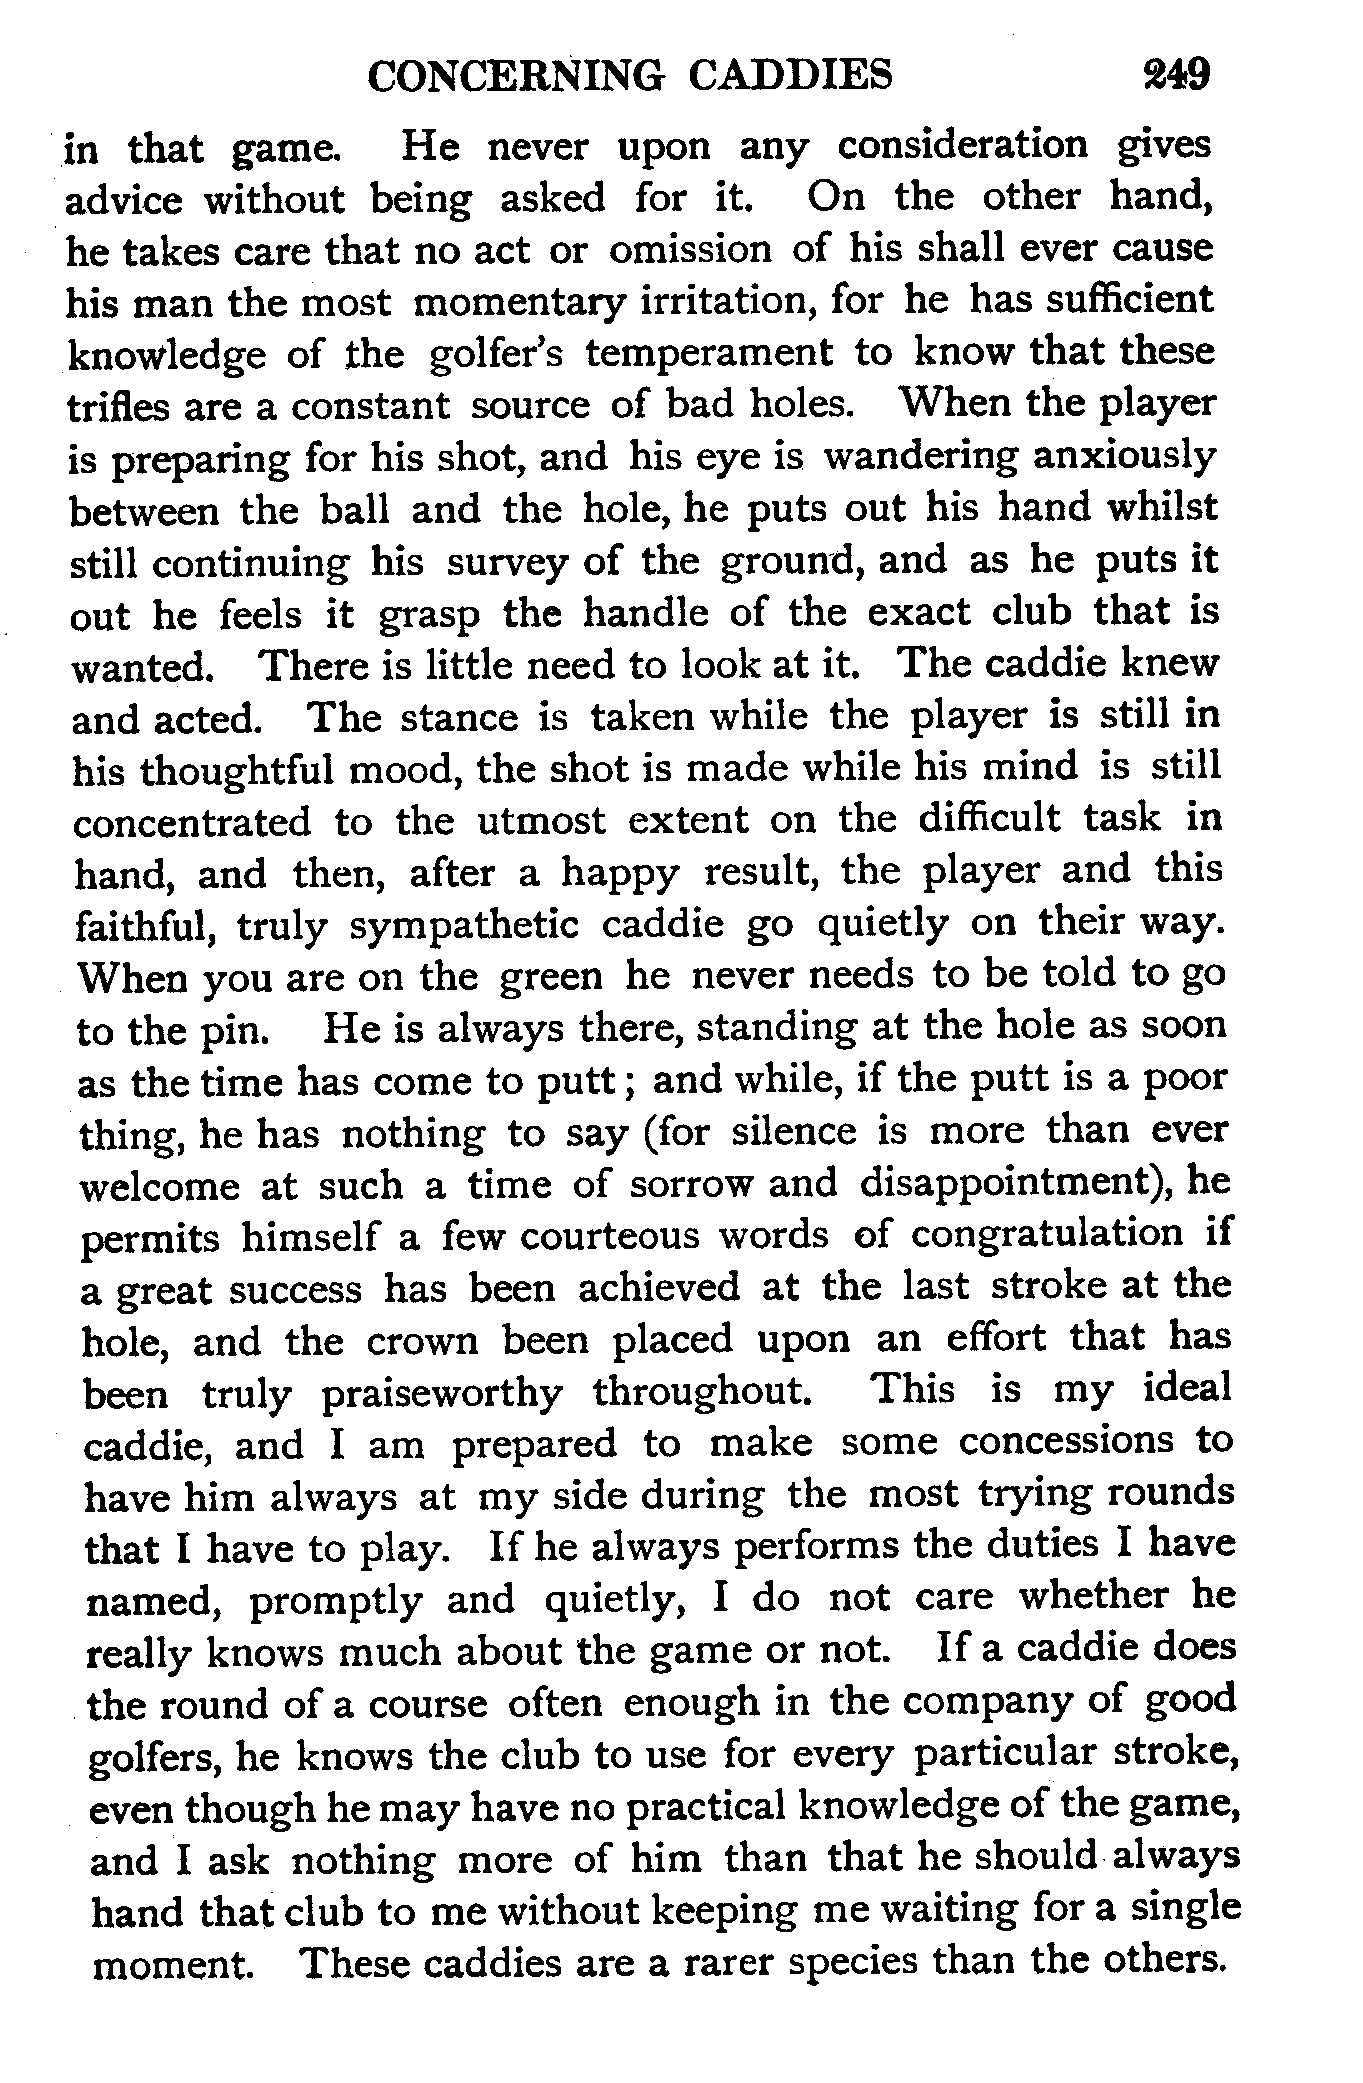 CONCERNING CADDIES 249
in that game. He never upon any consideration gives
advice without being asked for it. On the other hand,
he takes care that no act or omission of his shall ever cause
his man the most momentary irritation, for he has sufficient
knowledge of the golfer's temperament to know that these
trifles are a constant source of bad holes. When the player
is preparing for his shot, and his eye is wandering anxiously
between the ball and the hole, he puts out his hand whilst
still continuing his survey of the ground, and as he puts it
out he feels it grasp the handle of the exact club that is
wanted. There is little need to look at it. The caddie knew
and acted. The stance is taken while the player is still in
his thoughtful mood, the shot is made while his mind is still
concentrated to the utmost extent on the difficult task in
hand, and then, after a happy result, the player and this
faithful, truly sympathetic caddie go quietly on their way.
When you are on the green he never needs to be told to go
to the pin. He is always there, standing at the hole as soon
as the time has come to putt ; and while, if the putt is a poor
thing, he has nothing to say (for silence is more than ever
welcome at such a time of sorrow and disappointment), he
permits himself a few courteous words of congratulation if
a great success has been achieved at the last stroke at the
hole, and the crown been placed upon an effort that has
been truly praiseworthy throughout. This is my ideal
caddie, and I am prepared to make some concessions to
have him always at my side during the most trying rounds
that I have to play. If he always performs the duties I have
named, promptly and quietly, I do not care whether he
really knows much about the game or not. If a caddie does
the round of a course often enough in the company of good
golfers, he knows the club to use for every particular stroke,
even though he may have no practical knowledge of the game,
and I ask nothing more of him than that he should always
hand that club to me without keeping me waiting for a single
moment. These caddies are a rarer species than the others.